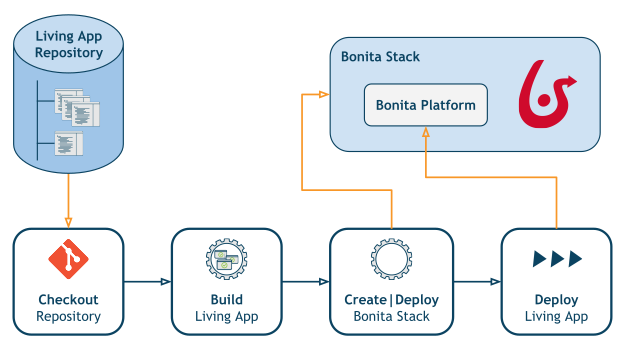 Living App
Repository
Bonita Stack
Bonita Platform
Checkout
Repository
Build
Living App
Create|Deploy
Bonita Stack
Deploy
Living App